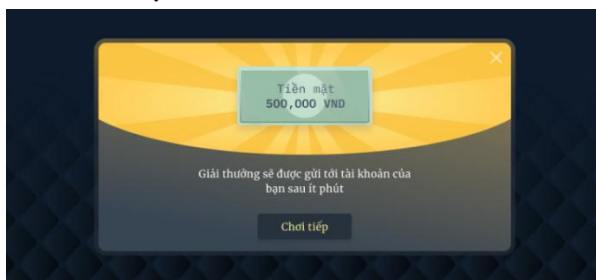 Tiền mặt
500,000 VND
Giải thưởng sẽ được gửi tới tài khoản của
bạn sau ít phút
Chơi tiếp